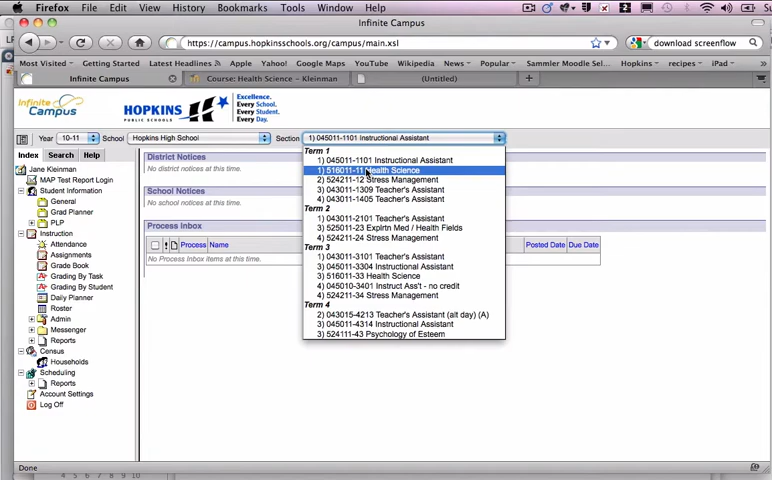 Firefox File Edit View History Bookmarks Tools Window Help
Infinite Campus
https://campus.hopkinsschools.org/campus/main.xsl
download screenflow
Most Visited Getting Started Latest Headlines Apple Yahoo! Google Maps YouTube Wikipedia News Popular Sammler Moodle Sel... Hopkins recipes iPad
Infinite Campus
Course: Health Science – Kleinman
(Untitled)
Infinite Campus
HOPKINS
PUBLIC SCHOOLS
Excellence.
Every School.
Every Student.
Every Day.
Year 10-11 School Hopkins High School Section 1) 045011-1101 Instructional Assistant
Index Search Help
Jane Kleinman
MAP Test Report Login
Student Information
General
Grad Planner
PLP
Instruction
Attendance
Assignments
Grade Book
Grading By Task
Grading By Student
Daily Planner
Roster
Admin
Messenger
Reports
Census
Households
Scheduling
Reports
Account Settings
Log Off
District Notices
No district notices at this time.
School Notices
No school notices at this time.
Process Inbox
Process Name Posted Date Due Date
No Process Inbox items at this time.
Term 1
1) 045011-1101 Instructional Assistant
1) 516011-11 Health Science
2) 524211-12 Stress Management
3) 043011-1309 Teacher's Assistant
4) 043011-1405 Teacher's Assistant
Term 2
1) 043011-2101 Teacher's Assistant
3) 525011-23 Explrtn Med / Health Fields
4) 524211-24 Stress Management
Term 3
1) 043011-3101 Teacher's Assistant
3) 045011-3304 Instructional Assistant
3) 516011-33 Health Science
4) 045010-3401 Instruct Ass't - no credit
4) 524211-34 Stress Management
Term 4
2) 043015-4213 Teacher's Assistant (alt day) (A)
3) 045011-4314 Instructional Assistant
3) 524111-43 Psychology of Esteem
Done
4 5 6 7 8 9 10